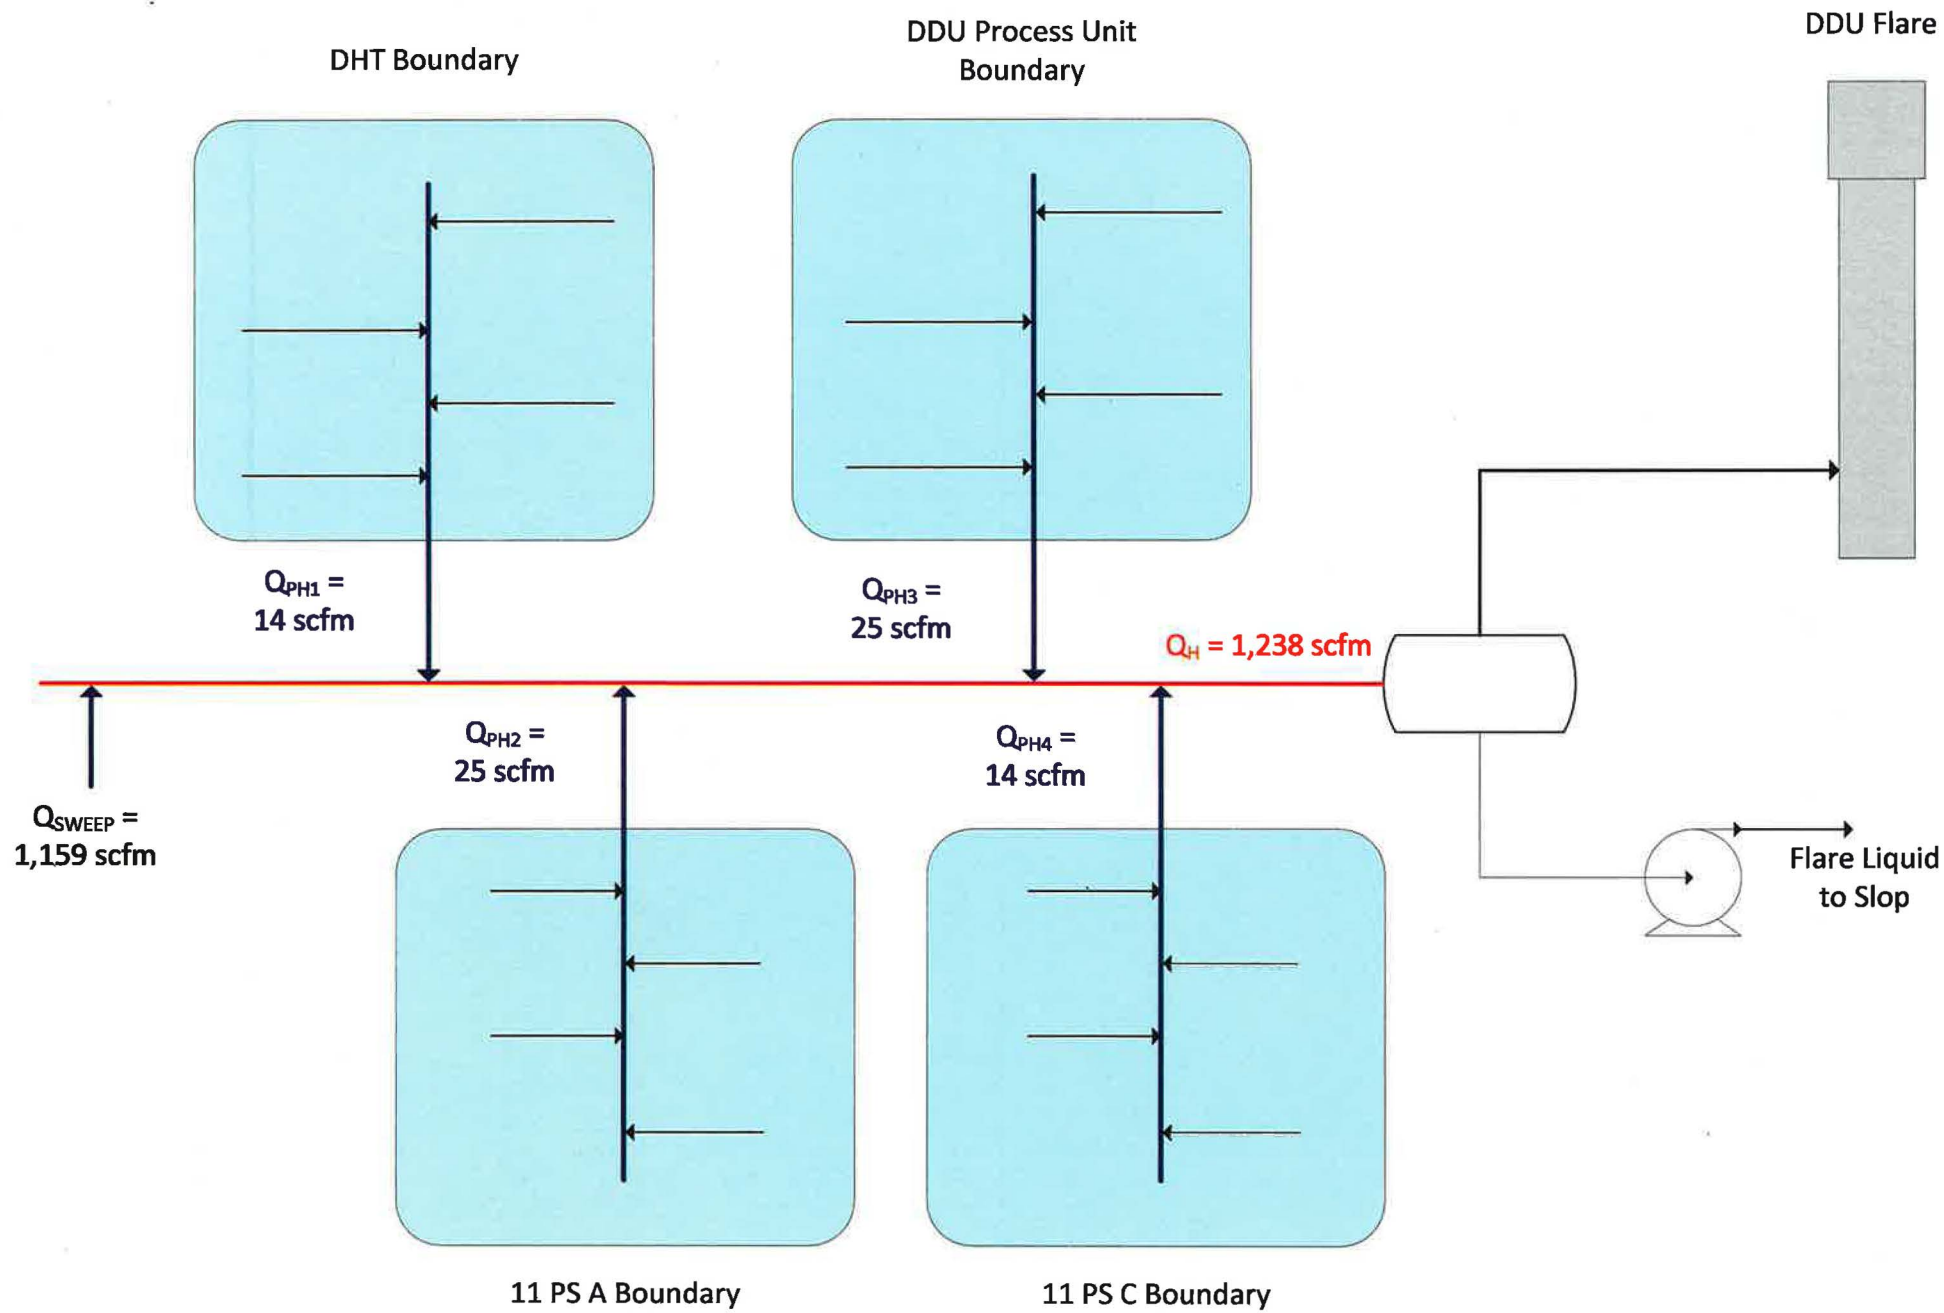 DHT Boundary
DDU Process Unit
Boundary
DDU Flare
QPH1 =
14 scfm
QPH3 =
25 scfm
QH = 1,238 scfm
QPH2 =
25 scfm
QPH4 =
14 scfm
QSWEEP =
1,159 scfm
Flare Liquid
to Slop
11 PS A Boundary
11 PS C Boundary